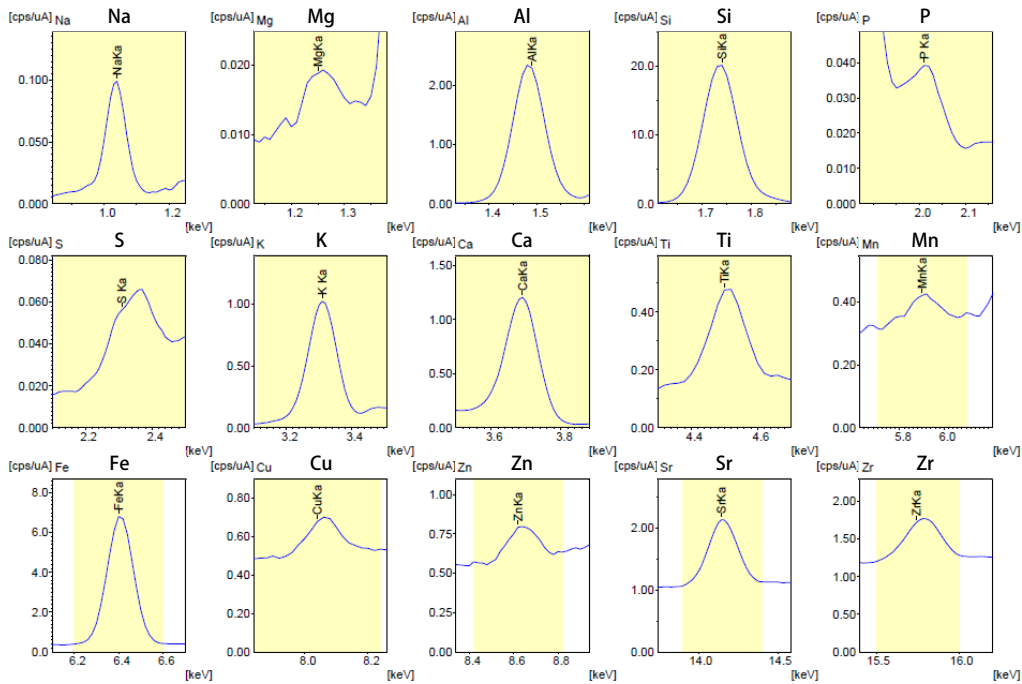 Na Mg Al Si P
[cps/uA] Na [cps/uA] Mg [cps/uA] Al [cps/uA] Si [cps/uA] P
NaKa MgKa AlKa SiKa P Ka
0.100 0.050 0.000
0.020 0.010 0.000
2.00 1.00 0.00
20.0 10.0 0.0
0.040 0.030 0.020 0.010 0.000
1.0 1.2 1.2 1.3 1.4 1.5 1.7 1.8 2.0 2.1
[keV] [keV] [keV] [keV] [keV]
S K Ca Ti Mn
[cps/uA] S [cps/uA] K [cps/uA] Ca [cps/uA] Ti [cps/uA] Mn
S Ka K Ka CaKa TiKa MnKa
0.080 0.060 0.040 0.020 0.000
1.00 0.50 0.00
1.50 1.00 0.50 0.00
0.40 0.20 0.00
0.40 0.20 0.00
2.2 2.4 3.2 3.4 3.6 3.8 4.4 4.6 5.8 6.0
[keV] [keV] [keV] [keV] [keV]
Fe Cu Zn Sr Zr
[cps/uA] Fe [cps/uA] Cu [cps/uA] Zn [cps/uA] Sr [cps/uA] Zr
FeKa CuKa ZnKa SrKa ZrKa
8.0 6.0 4.0 2.0 0.0
0.80 0.60 0.40 0.20 0.00
1.00 0.75 0.50 0.25 0.00
2.00 1.00 0.00
2.00 1.50 1.00 0.50 0.00
6.2 6.4 6.6 8.0 8.2 8.4 8.6 8.8 14.0 14.5 15.5 16.0
[keV] [keV] [keV] [keV] [keV]